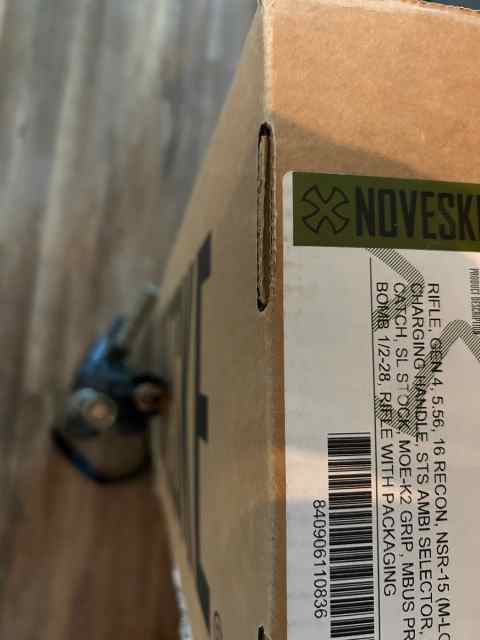 NOVESK
PRODUCT DESCRIPTION
RIFLE, GEN 4, 5.56, 16 RECON, NSR-15 (M-LO
CHARGING HANDLE, STS AMBI SELECTOR,
CATCH, SL STOCK, MOE-K2 GRIP, MBUS PR
BOMB 1/2-28, RIFLE WITH PACKAGING
840906110836